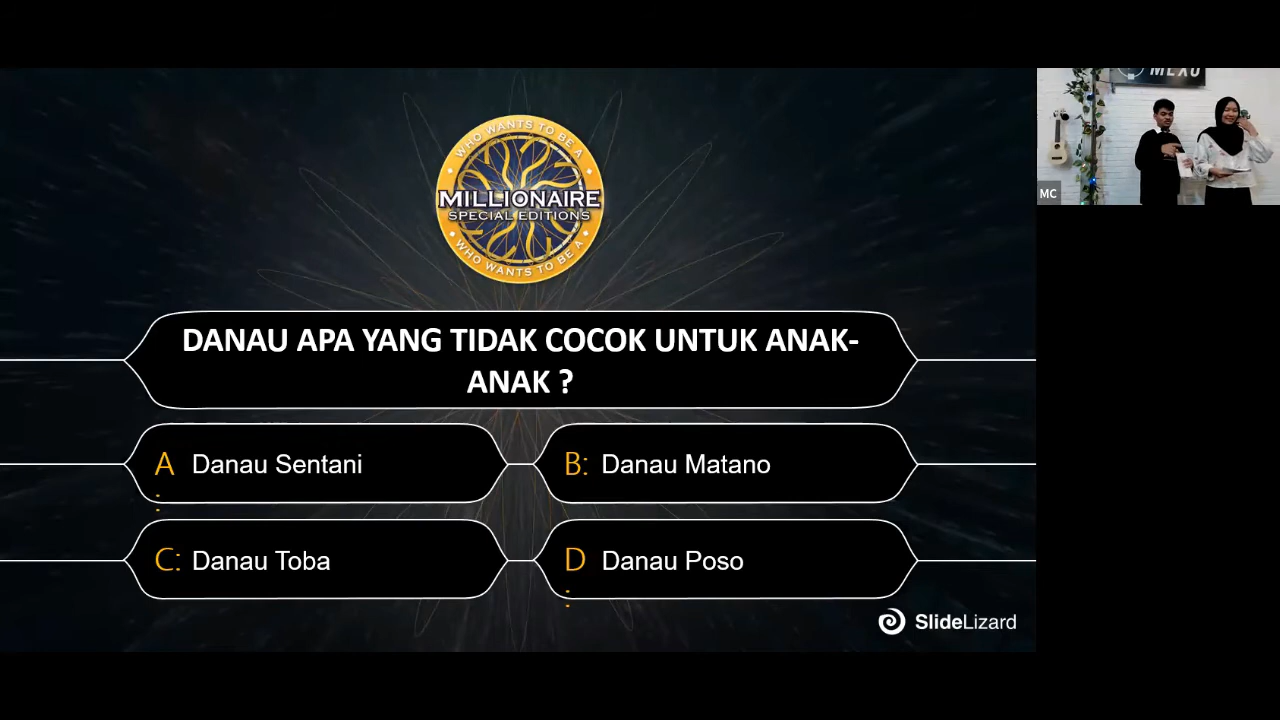 WHO WANTS TO BE A
MILLIONAIRE
SPECIAL EDITIONS
WHO WANTS TO BE A
DANAU APA YANG TIDAK COCOK UNTUK ANAK-
ANAK ?
A: Danau Sentani
B: Danau Matano
C: Danau Toba
D: Danau Poso
SlideLizard
MC